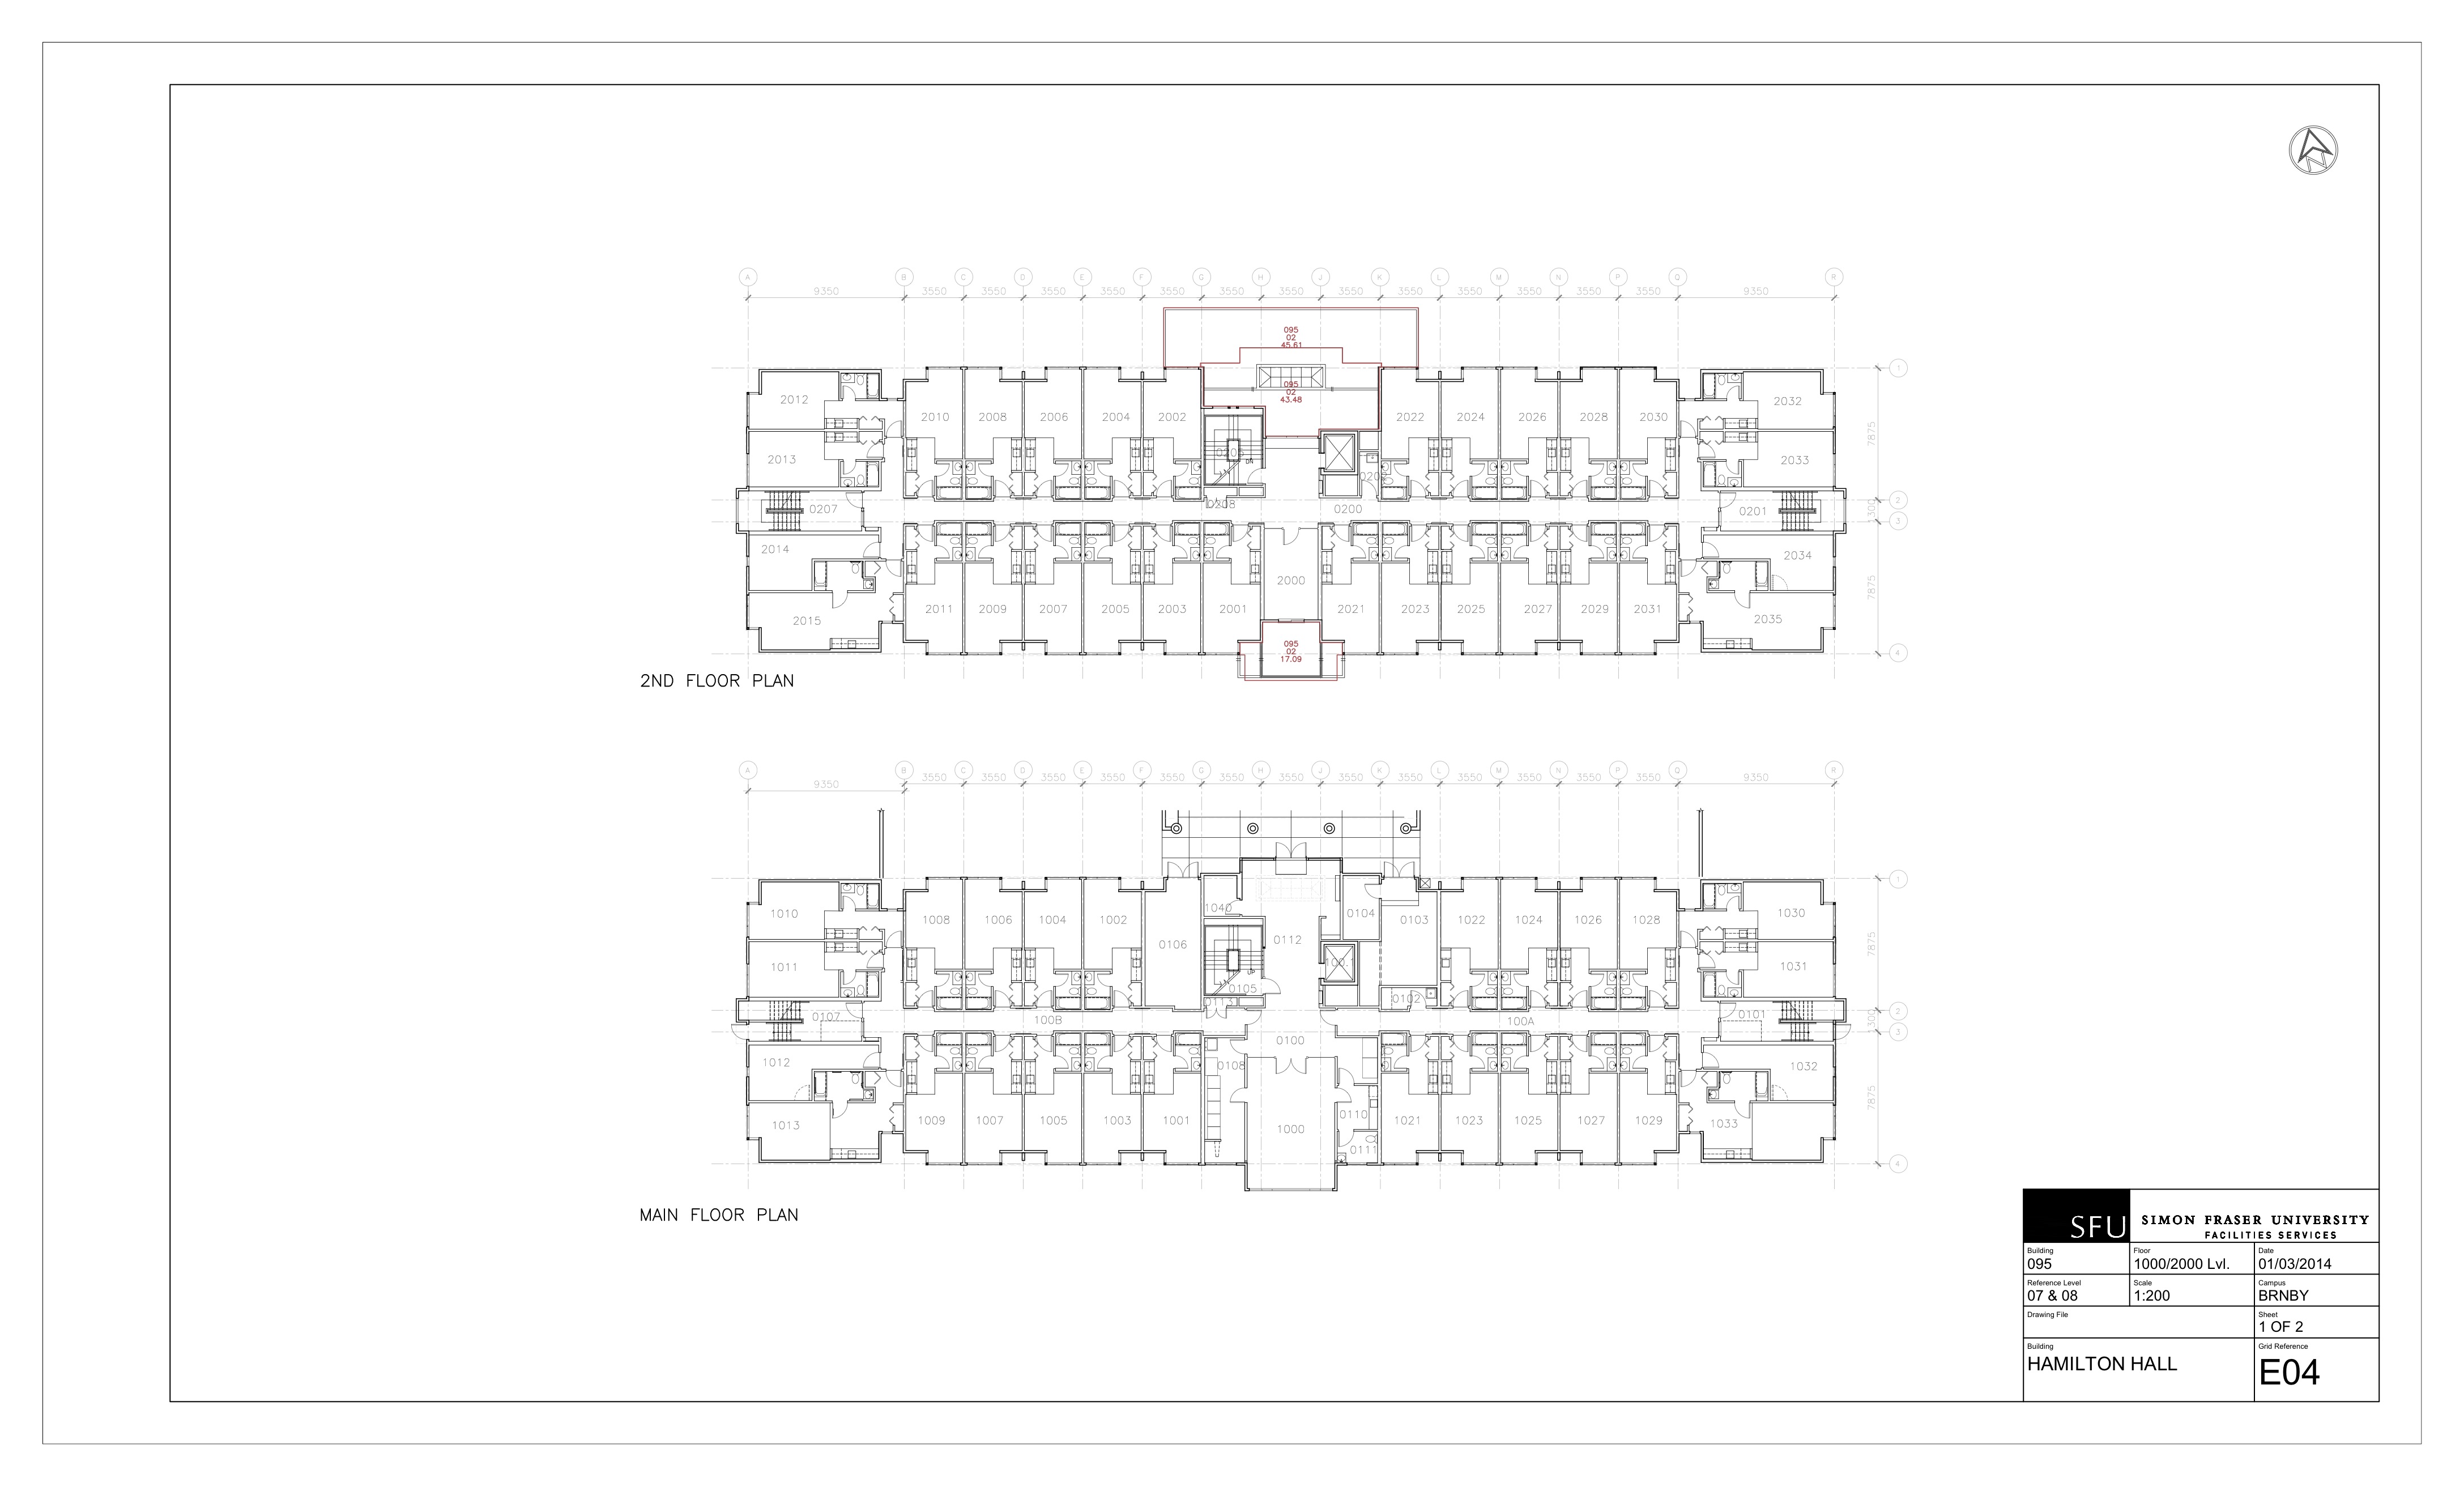 A B C D E F G H J K L M N P Q R
9350 3550 3550 3550 3550 3550 3550 3550 3550 3550 3550 3550 3550 3550 9350
095
02
45.61
1
095
02
43.48
2012 2010 2008 2006 2004 2002 2022 2024 2026 2028 2030 2032
7875
2013 2033
DN
2
0207 0208 0200 0201 1300
3
2014 2034
2000
7875
2015 2011 2009 2007 2005 2003 2001 2021 2023 2025 2027 2029 2031 2035
095
02
17.09
4
2ND FLOOR PLAN
A B C D E F G H J K L M N P Q R
9350 3550 3550 3550 3550 3550 3550 3550 3550 3550 3550 3550 3550 3550 9350
1
1010 1008 1006 1004 1002 1040 0104 0103 1022 1024 1026 1028 1030
0106 0112
7875
1011 1031
UP
0105
0113 0102
2
0107 100B 100A 0101 1300
3
0100
1012 0108 1032
7875
1013 1009 1007 1005 1003 1001 1000 0110 1021 1023 1025 1027 1029 1033
0111
4
MAIN FLOOR PLAN
SFU SIMON FRASER UNIVERSITY
FACILITIES SERVICES
Building Floor Date
095 1000/2000 Lvl. 01/03/2014
Reference Level Scale Campus
07 & 08 1:200 BRNBY
Drawing File Sheet
1 OF 2
Building Grid Reference
HAMILTON HALL E04